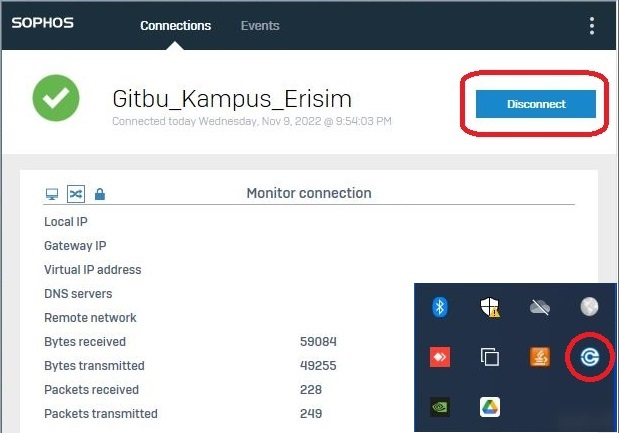 SOPHOS Connections Events
Gitbu_Kampus_Erisim
Disconnect
Connected today Wednesday, Nov 9, 2022 @ 9:54:03 PM
Monitor connection
Local IP
Gateway IP
Virtual IP address
DNS servers
Remote network
Bytes received 59084
Bytes transmitted 49255
Packets received 228
Packets transmitted 249